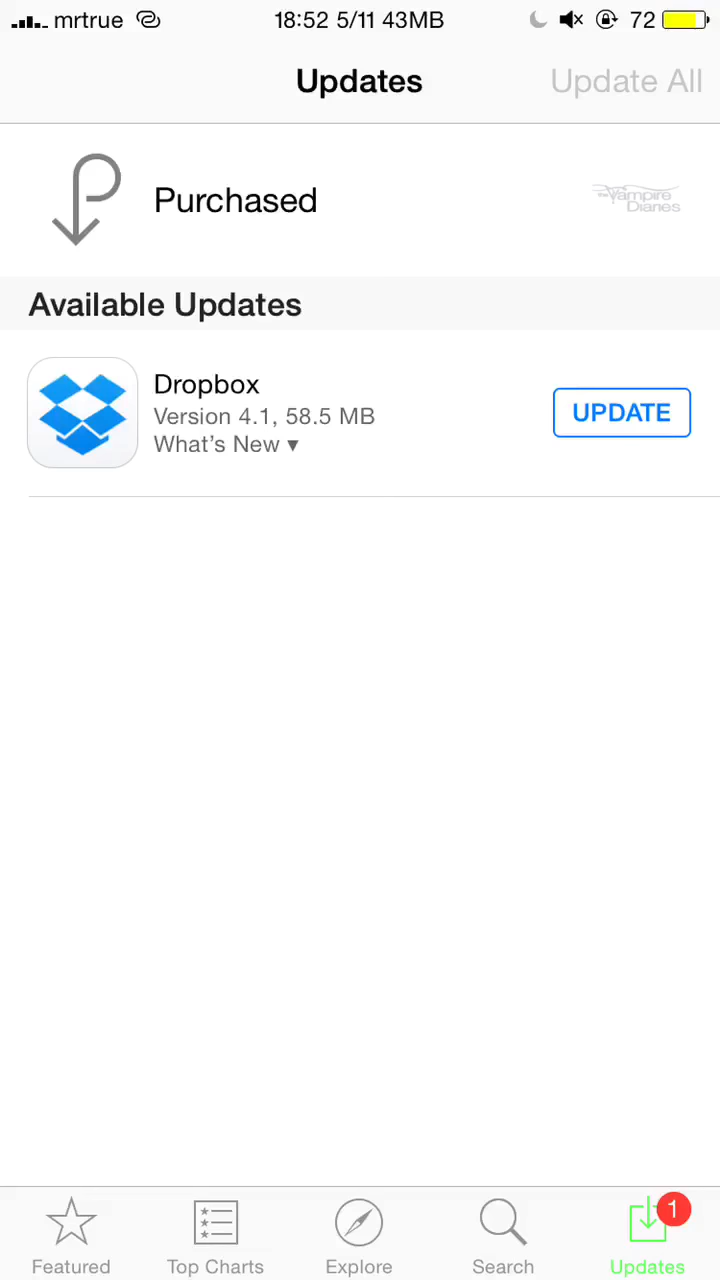 mrtrue 18:52 5/11 43MB 72
Updates Update All
Purchased
the Vampire
Diaries
Available Updates
Dropbox
Version 4.1, 58.5 MB
What's New ▾
UPDATE
Featured Top Charts Explore Search Updates
1